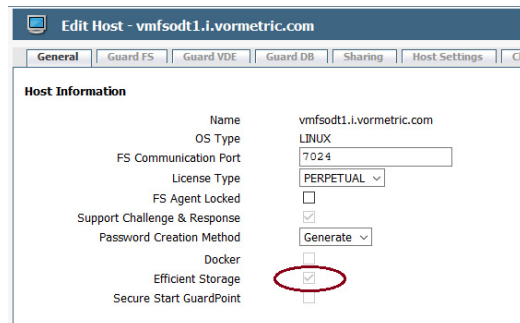 Edit Host - vmfsodt1.i.vormetric.com
General Guard FS Guard VDE Guard DB Sharing Host Settings
Host Information
Name vmfsodt1.i.vormetric.com
OS Type LINUX
FS Communication Port 7024
License Type PERPETUAL
FS Agent Locked
Support Challenge & Response
Password Creation Method Generate
Docker
Efficient Storage
Secure Start GuardPoint